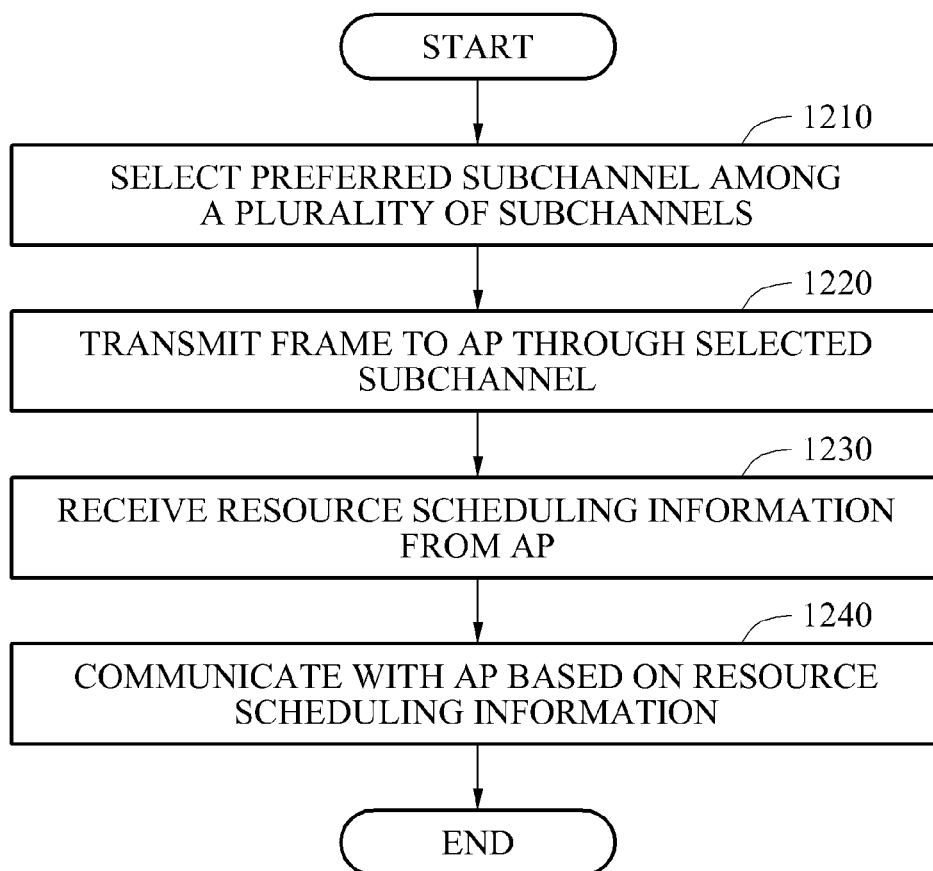 START
1210
SELECT PREFERRED SUBCHANNEL AMONG
A PLURALITY OF SUBCHANNELS
1220
TRANSMIT FRAME TO AP THROUGH SELECTED
SUBCHANNEL
1230
RECEIVE RESOURCE SCHEDULING INFORMATION
FROM AP
1240
COMMUNICATE WITH AP BASED ON RESOURCE
SCHEDULING INFORMATION
END